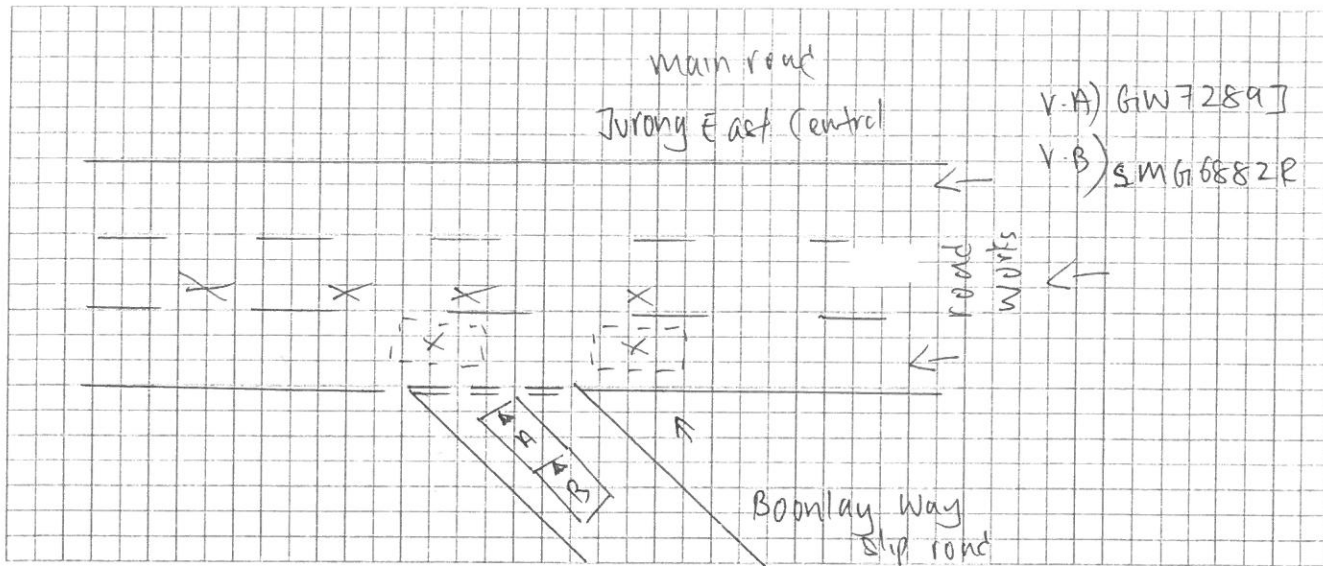 main road
Jurong East Central
V.A) GW7289J
V.B) SMG6882R
road
works
X X X X
X X
A
B
Boonlay Way
slip road